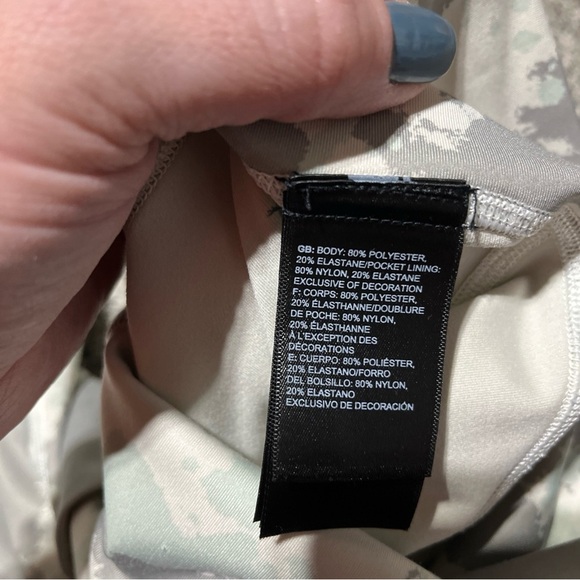 GB: BODY: 80% POLYESTER,
20% ELASTANE/POCKET LINING:
80% NYLON, 20% ELASTANE
EXCLUSIVE OF DECORATION
F: CORPS: 80% POLYESTER,
20% ÉLASTHANNE/DOUBLURE
DE POCHE: 80% NYLON,
20% ÉLASTHANNE
À L'EXCEPTION DES
DÉCORATIONS
E: CUERPO: 80% POLIÉSTER,
20% ELASTANO/FORRO
DEL BOLSILLO: 80% NYLON,
20% ELASTANO
EXCLUSIVO DE DECORACIÓN